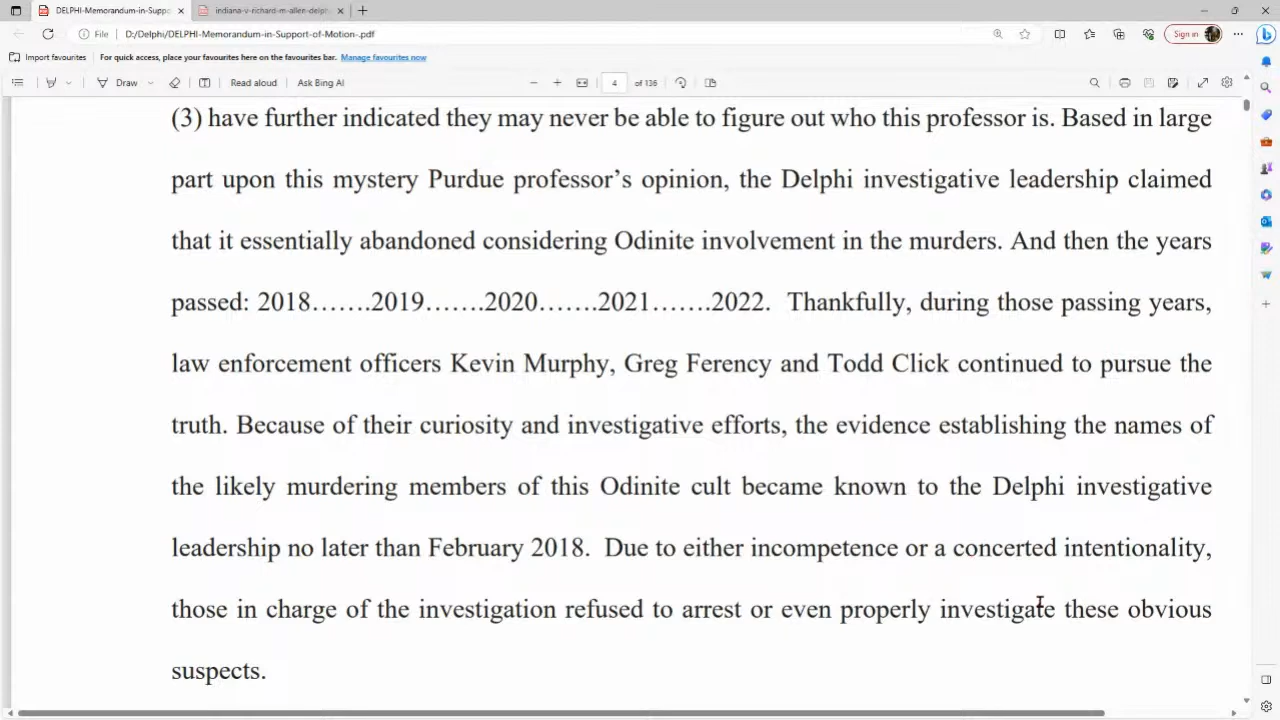 DELPHI-Memorandum-in-Suppo
indiana-v-richard-m-allen-delph
File
D:/Delphi/DELPHI-Memorandum-in-Support-of-Motion-.pdf
Sign in
Import favourites
For quick access, place your favourites here on the favourites bar. Manage favourites now
Draw
Read aloud
Ask Bing AI
4
of 136
(3) have further indicated they may never be able to figure out who this professor is. Based in large
part upon this mystery Purdue professor’s opinion, the Delphi investigative leadership claimed
that it essentially abandoned considering Odinite involvement in the murders. And then the years
passed: 2018…….2019…….2020…….2021…….2022. Thankfully, during those passing years,
law enforcement officers Kevin Murphy, Greg Ferency and Todd Click continued to pursue the
truth. Because of their curiosity and investigative efforts, the evidence establishing the names of
the likely murdering members of this Odinite cult became known to the Delphi investigative
leadership no later than February 2018. Due to either incompetence or a concerted intentionality,
those in charge of the investigation refused to arrest or even properly investigate these obvious
suspects.